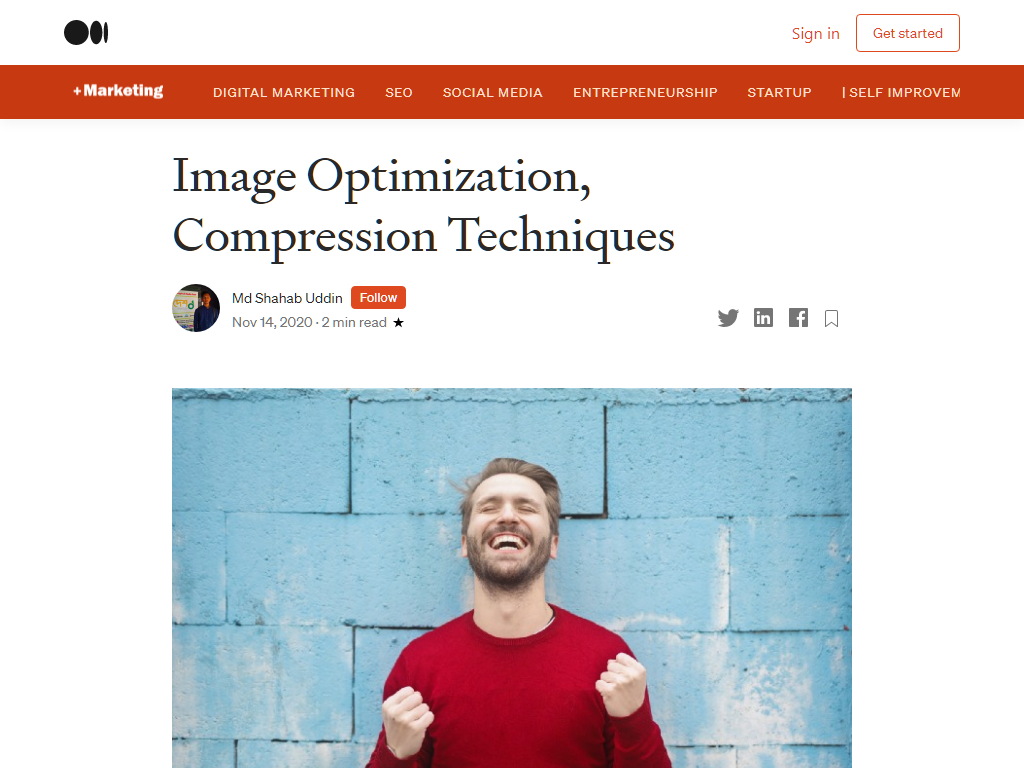 Sign in
Get started
+Marketing
DIGITAL MARKETING
SEO
SOCIAL MEDIA
ENTREPRENEURSHIP
STARTUP
| SELF IMPROVEM
Image Optimization,
Compression Techniques
Md Shahab Uddin
Follow
Nov 14, 2020 · 2 min read ★
in